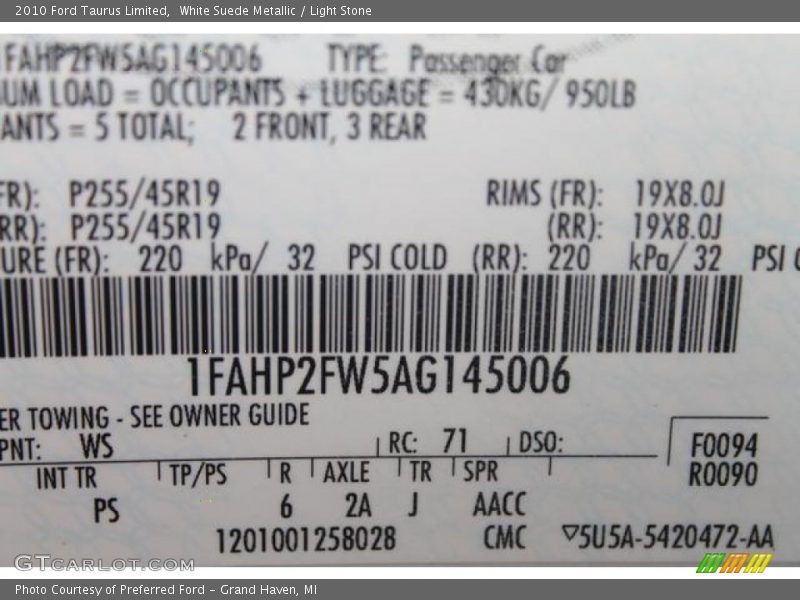 2010 Ford Taurus Limited,  White Suede Metallic / Light Stone
1FAHP2FW5AG145006 TYPE: Passenger Car
UM LOAD = OCCUPANTS + LUGGAGE = 430KG/ 950LB
ANTS = 5 TOTAL; 2 FRONT, 3 REAR
FR): P255/45R19 RIMS (FR): 19X8.0J
RR): P255/45R19 (RR): 19X8.0J
URE (FR): 220 kPa/ 32 PSI COLD (RR): 220 kPa/ 32 PSI C
1FAHP2FW5AG145006
ER TOWING - SEE OWNER GUIDE
PNT: WS RC: 71 DSO: F0094
INT TR TP/PS R AXLE TR SPR R0090
PS 6 2A J AACC
1201001258028 CMC ▽5U5A-5420472-AA
GTCarLot.com
Photo Courtesy of Preferred Ford – Grand Haven, MI